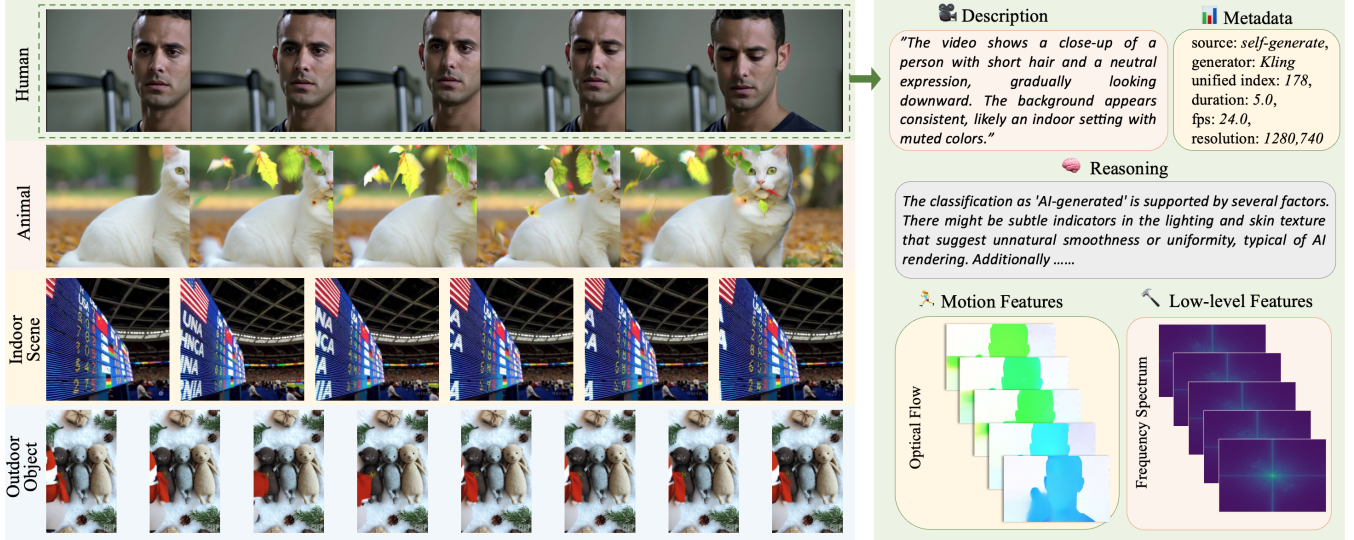 Human
Animal
Indoor
Scene
Outdoor
Object
Description
"The video shows a close-up of a
person with short hair and a neutral
expression, gradually looking
downward. The background appears
consistent, likely an indoor setting with
muted colors."
Metadata
source: self-generate,
generator: Kling
unified index: 178,
duration: 5.0,
fps: 24.0,
resolution: 1280,740
Reasoning
The classification as 'AI-generated' is supported by several factors.
There might be subtle indicators in the lighting and skin texture
that suggest unnatural smoothness or uniformity, typical of AI
rendering. Additionally ......
Motion Features
Optical Flow
Low-level Features
Frequency Spectrum